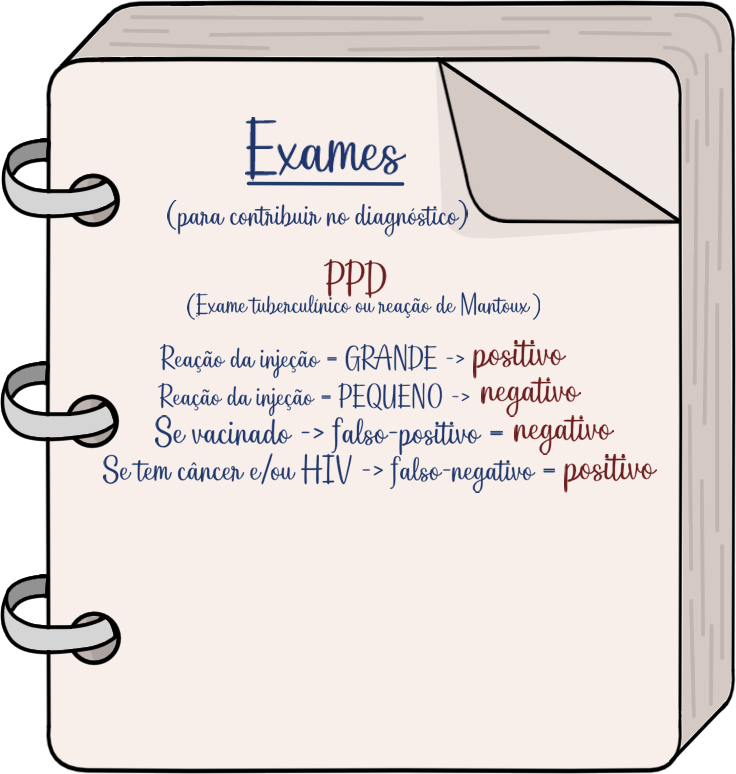 Exames
(para contribuir no diagnóstico)
PPD
(Exame tuberculínico ou reação de Mantoux)
Reação da injeção = GRANDE -> positivo
Reação da injeção = PEQUENO -> negativo
Se vacinado -> falso-positivo = negativo
Se tem câncer e/ou HIV -> falso-negativo = positivo